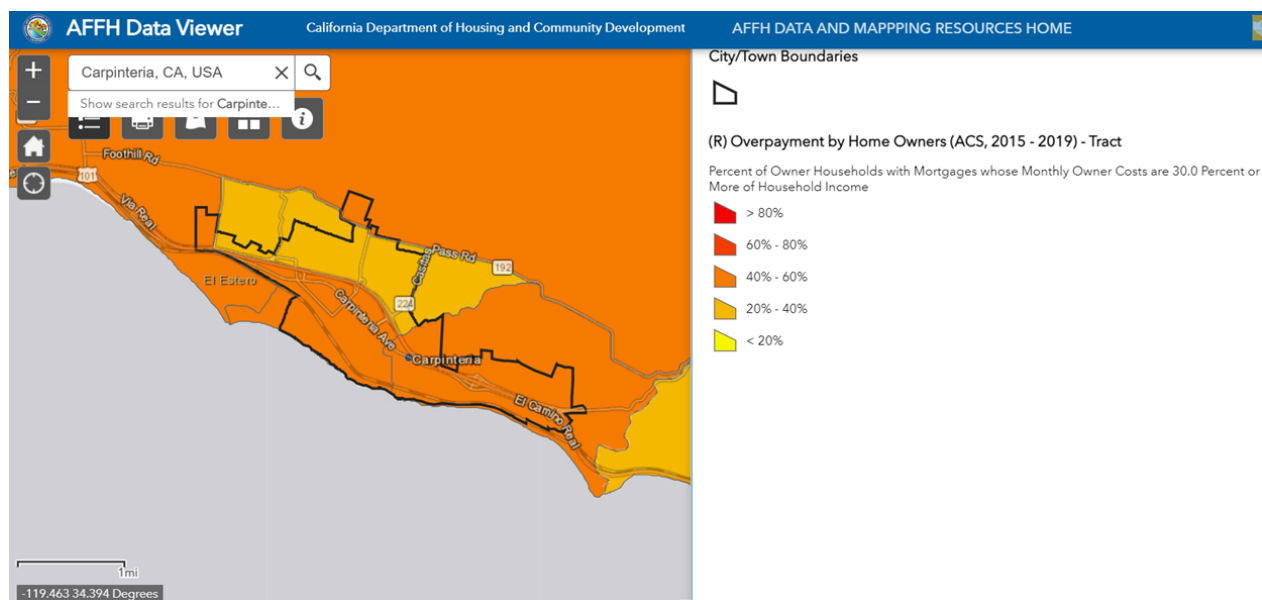 AFFH Data Viewer
California Department of Housing and Community Development
AFFH DATA AND MAPPPING RESOURCES HOME
+
Carpinteria, CA, USA
−
Show search results for Carpinte...
Foothill Rd
101
Via Real
El Estero
Casitas
Pass Rd
192
224
Carpinteria Ave
Carpinteria
El Camino Real
1mi
-119.463 34.394 Degrees
City/Town Boundaries
(R) Overpayment by Home Owners (ACS, 2015 - 2019) - Tract
Percent of Owner Households with Mortgages whose Monthly Owner Costs are 30.0 Percent or
More of Household Income
> 80%
60% - 80%
40% - 60%
20% - 40%
< 20%